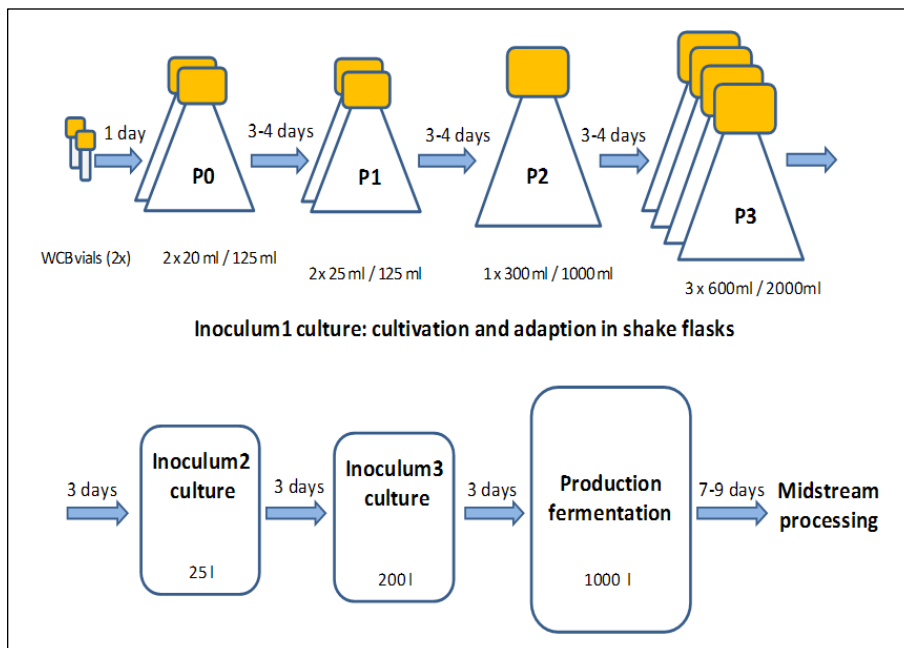 1 day
3-4 days
3-4 days
3-4 days
P0
P1
P2
P3
WCB vials (2x)
2 x 20 ml / 125 ml
2 x 25 ml / 125 ml
1 x 300 ml / 1000 ml
3 x 600 ml / 2000ml
Inoculum1 culture: cultivation and adaption in shake flasks
3 days
Inoculum2
culture
25 l
3 days
Inoculum3
culture
200 l
3 days
Production
fermentation
1000 l
7-9 days
Midstream
processing